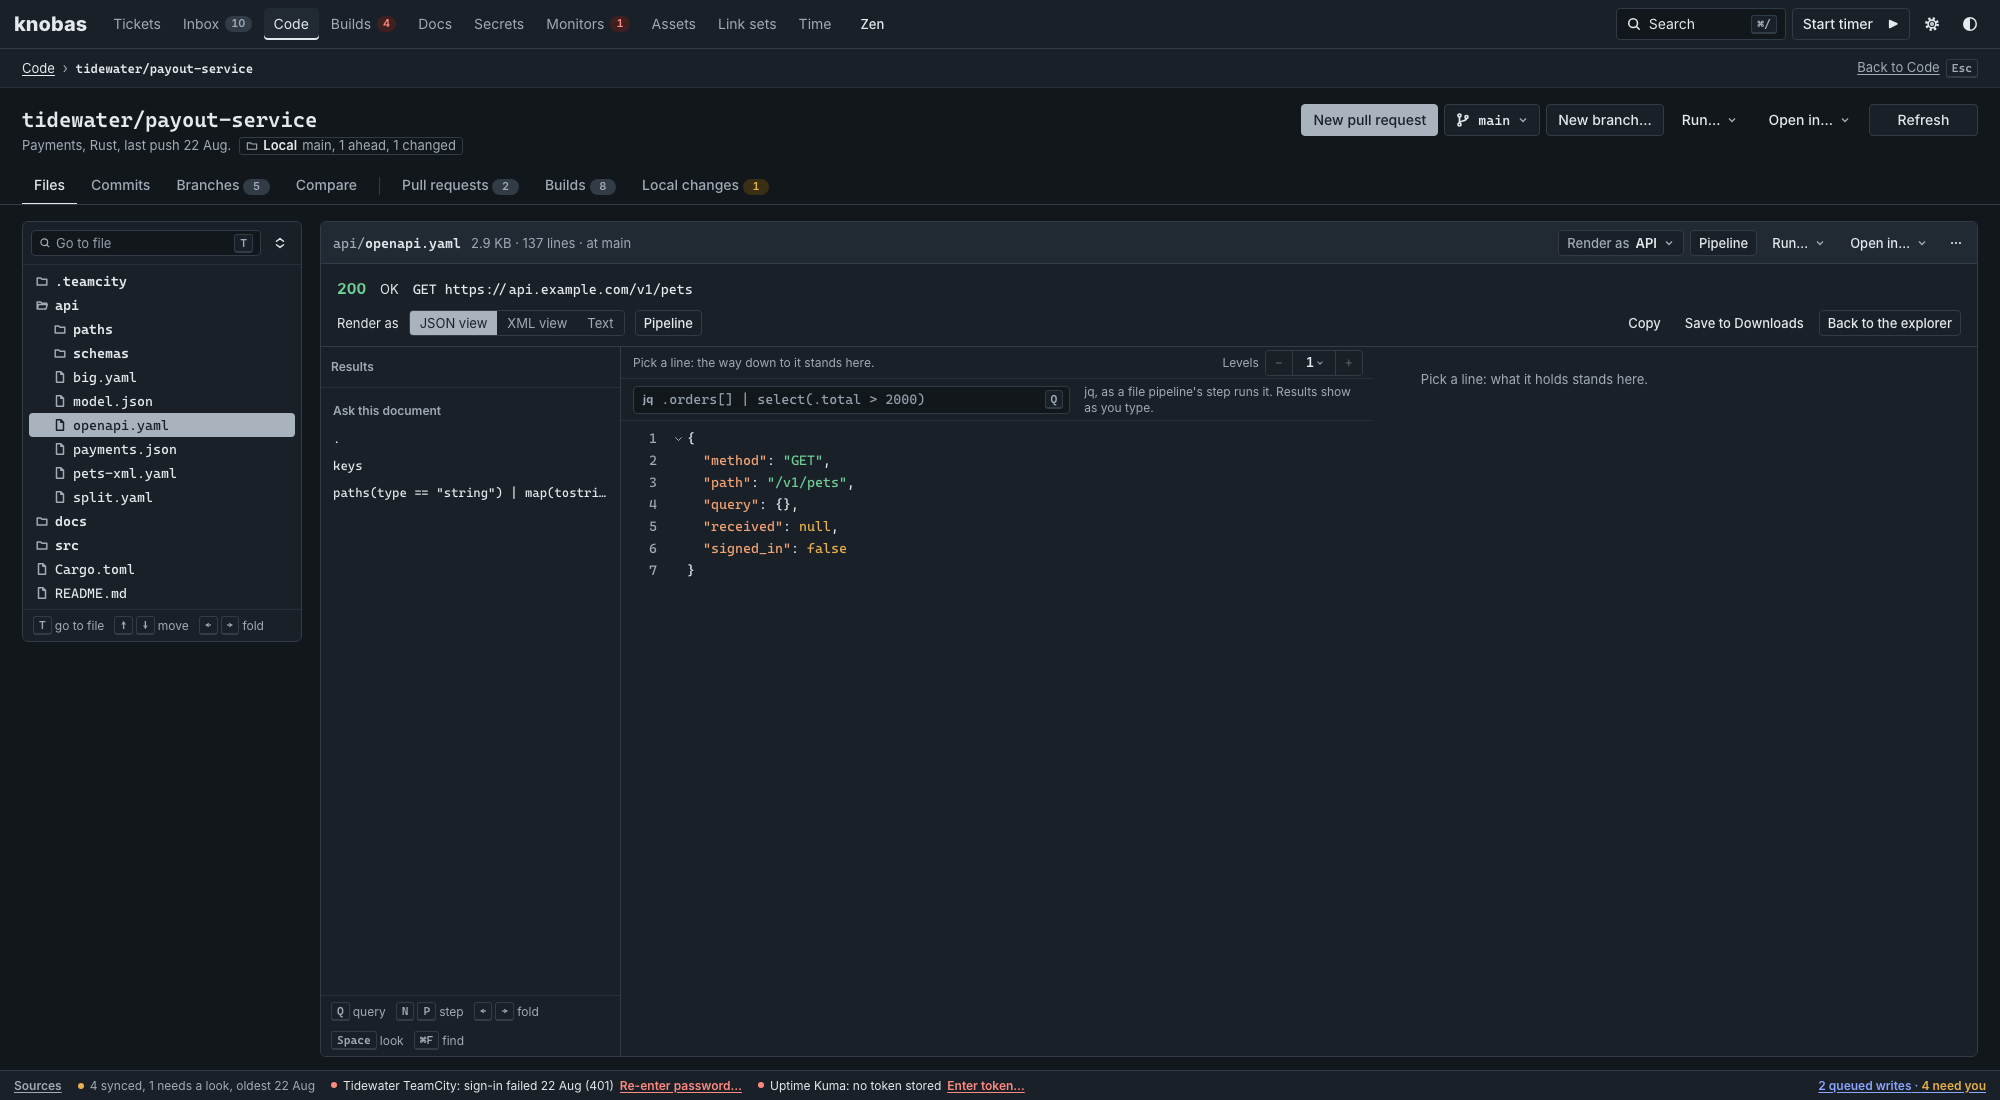 knobas Tickets Inbox 10 Code Builds 4 Docs Secrets Monitors 1 Assets Link sets Time Zen Search ⌘/ Start timer
Code › tidewater/payout-service Back to Code Esc
tidewater/payout-service New pull request main New branch... Run... Open in... Refresh
Payments, Rust, last push 22 Aug. Local main, 1 ahead, 1 changed
Files Commits Branches 5 Compare Pull requests 2 Builds 8 Local changes 1
Go to file T
.teamcity
api
paths
schemas
big.yaml
model.json
openapi.yaml
payments.json
pets-xml.yaml
split.yaml
docs
src
Cargo.toml
README.md
T go to file ↑ ↓ move ← → fold
api/openapi.yaml 2.9 KB · 137 lines · at main Render as API Pipeline Run... Open in... ···
200 OK GET https://api.example.com/v1/pets
Render as JSON view XML view Text Pipeline Copy Save to Downloads Back to the explorer
Results
Ask this document
.
keys
paths(type == "string") | map(tostri…
Q query N P step ← → fold
Space look ⌘F find
Pick a line: the way down to it stands here. Levels − 1 +
jq .orders[] | select(.total > 2000) Q
jq, as a file pipeline's step runs it. Results show
as you type.
1 {
2 "method": "GET",
3 "path": "/v1/pets",
4 "query": {},
5 "received": null,
6 "signed_in": false
7 }
Pick a line: what it holds stands here.
Sources 4 synced, 1 needs a look, oldest 22 Aug Tidewater TeamCity: sign-in failed 22 Aug (401) Re-enter password... Uptime Kuma: no token stored Enter token... 2 queued writes · 4 need you